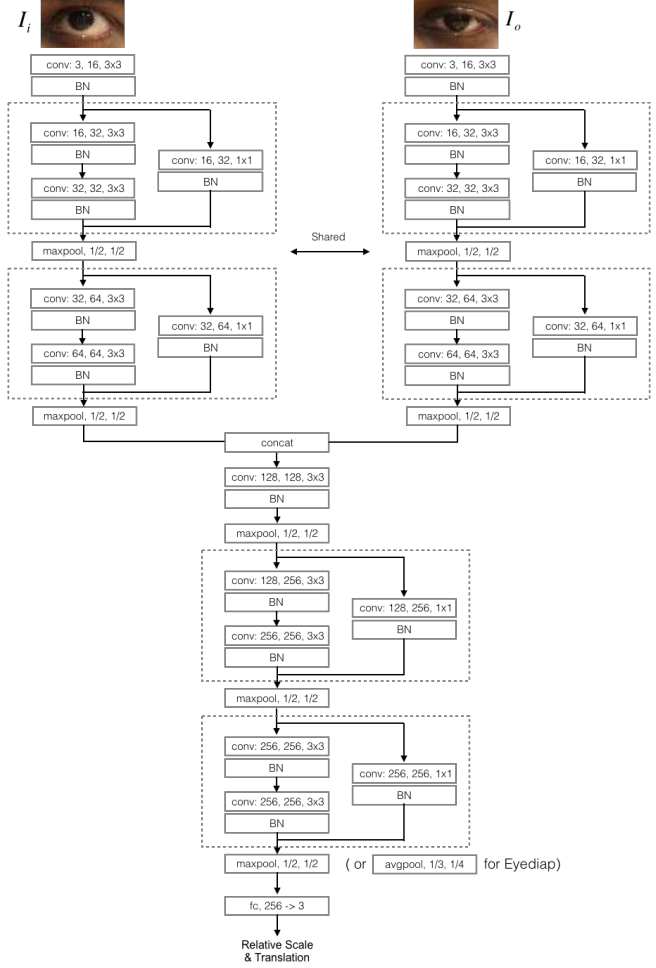 I_i
I_o
conv: 3, 16, 3x3
BN
conv: 16, 32, 3x3
BN
conv: 32, 32, 3x3
BN
conv: 16, 32, 1x1
BN
maxpool, 1/2, 1/2
conv: 32, 64, 3x3
BN
conv: 64, 64, 3x3
BN
conv: 32, 64, 1x1
BN
maxpool, 1/2, 1/2
Shared
conv: 3, 16, 3x3
BN
conv: 16, 32, 3x3
BN
conv: 32, 32, 3x3
BN
conv: 16, 32, 1x1
BN
maxpool, 1/2, 1/2
conv: 32, 64, 3x3
BN
conv: 64, 64, 3x3
BN
conv: 32, 64, 1x1
BN
maxpool, 1/2, 1/2
concat
conv: 128, 128, 3x3
BN
maxpool, 1/2, 1/2
conv: 128, 256, 3x3
BN
conv: 256, 256, 3x3
BN
conv: 128, 256, 1x1
BN
maxpool, 1/2, 1/2
conv: 256, 256, 3x3
BN
conv: 256, 256, 3x3
BN
conv: 256, 256, 1x1
BN
maxpool, 1/2, 1/2 ( or avgpool, 1/3, 1/4 for Eyediap)
fc, 256 -> 3
Relative Scale
& Translation